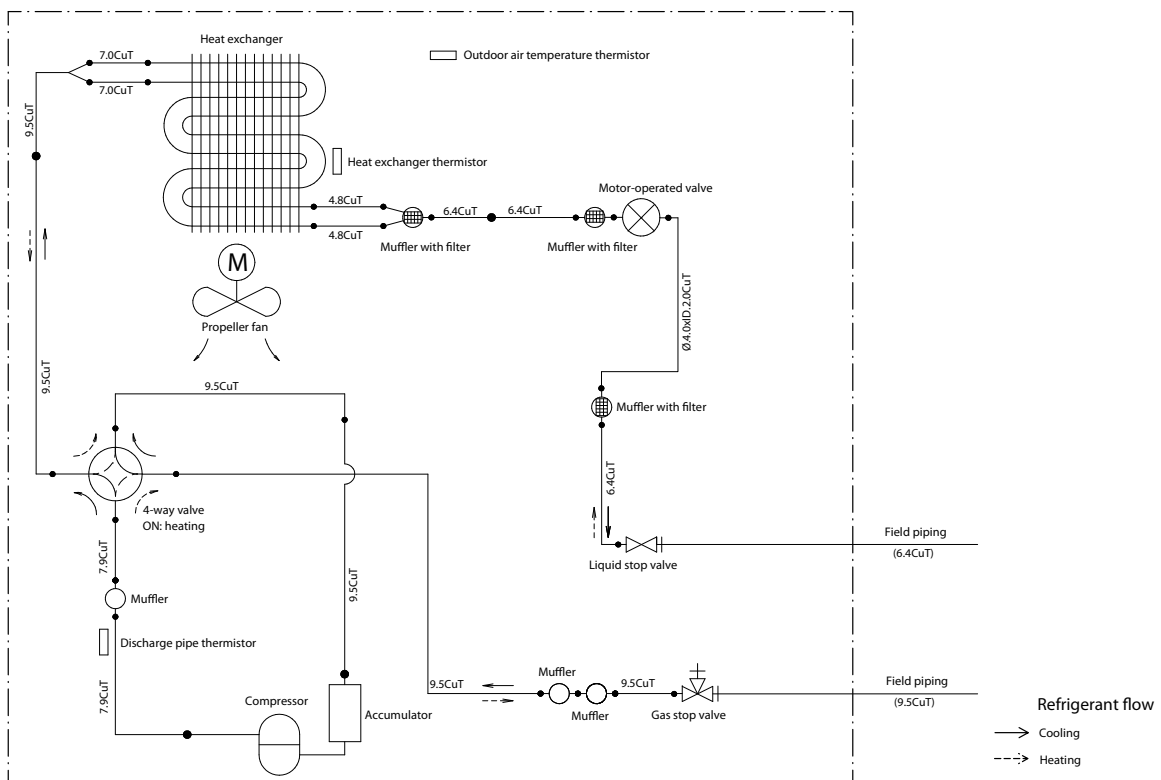 Heat exchanger
Outdoor air temperature thermistor
7.0CuT
7.0CuT
9.5CuT
Heat exchanger thermistor
Motor-operated valve
4.8CuT
4.8CuT
6.4CuT
6.4CuT
Muffler with filter
Muffler with filter
M
Propeller fan
Ø.4.0xID.2.0CuT
9.5CuT
9.5CuT
Muffler with filter
6.4CuT
4-way valve
ON: heating
7.9CuT
Liquid stop valve
Field piping
(6.4CuT)
Muffler
9.5CuT
Discharge pipe thermistor
7.9CuT
Compressor
Accumulator
9.5CuT
Muffler
Muffler
9.5CuT
Gas stop valve
Field piping
(9.5CuT)
Refrigerant flow
Cooling
Heating